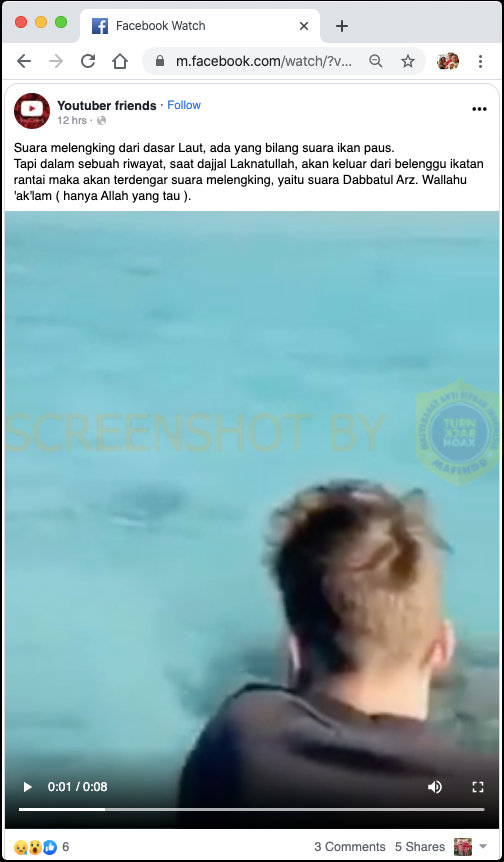 Facebook Watch
m.facebook.com/watch/?v...
Youtuber friends · Follow
12 hrs ·
Suara melengking dari dasar Laut, ada yang bilang suara ikan paus.
Tapi dalam sebuah riwayat, saat dajjal Laknatullah, akan keluar dari belenggu ikatan
rantai maka akan terdengar suara melengking, yaitu suara Dabbatul Arz. Wallahu
'ak'lam ( hanya Allah yang tau ).
SCREENSHOT BY
MASYARAKAT ANTI FITNAH
TURN
BACK
HOAX
MAFINDO
0:01 / 0:08
6
3 Comments 5 Shares